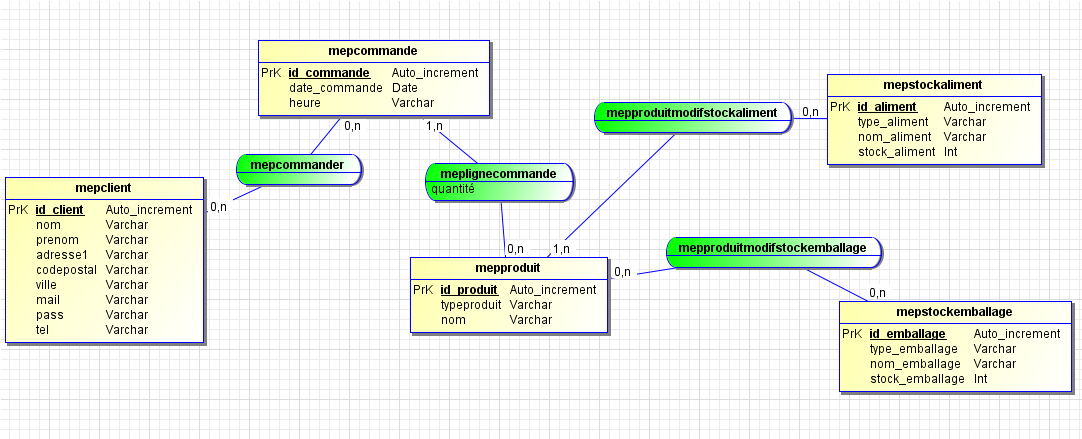 mepcommande
PrK id_commande Auto_increment
date_commande Date
heure Varchar
0,n
1,n
mepcommander
meplignecommande
quantité
mepproduitmodifstockaliment
0,n
mepstockaliment
PrK id_aliment Auto_increment
type_aliment Varchar
nom_aliment Varchar
stock_aliment Int
mepclient
PrK id_client Auto_increment
nom Varchar
prenom Varchar
adresse1 Varchar
codepostal Varchar
ville Varchar
mail Varchar
pass Varchar
tel Varchar
0,n
0,n
1,n
mepproduit
PrK id_produit Auto_increment
typeproduit Varchar
nom Varchar
0,n
mepproduitmodifstockemballage
0,n
mepstockemballage
PrK id_emballage Auto_increment
type_emballage Varchar
nom_emballage Varchar
stock_emballage Int